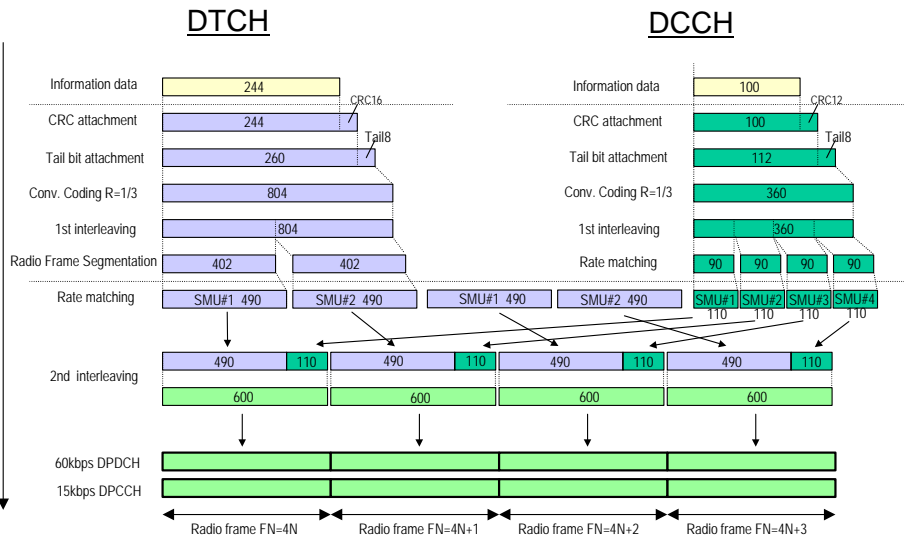 DTCH DCCH
Information data 244 Information data 100
CRC16 CRC12
CRC attachment 244 CRC attachment 100
Tail8 Tail8
Tail bit attachment 260 Tail bit attachment 112
Conv. Coding R=1/3 804 Conv. Coding R=1/3 360
1st interleaving 804 1st interleaving 360
Radio Frame Segmentation 402 402 Rate matching 90 90 90 90
Rate matching SMU#1 490 SMU#2 490 SMU#1 490 SMU#2 490 SMU#1 SMU#2 SMU#3 SMU#4
110 110 110 110
490 110 490 110 490 110 490 110
2nd interleaving
600 600 600 600
60kbps DPDCH
15kbps DPCCH
Radio frame FN=4N Radio frame FN=4N+1 Radio frame FN=4N+2 Radio frame FN=4N+3